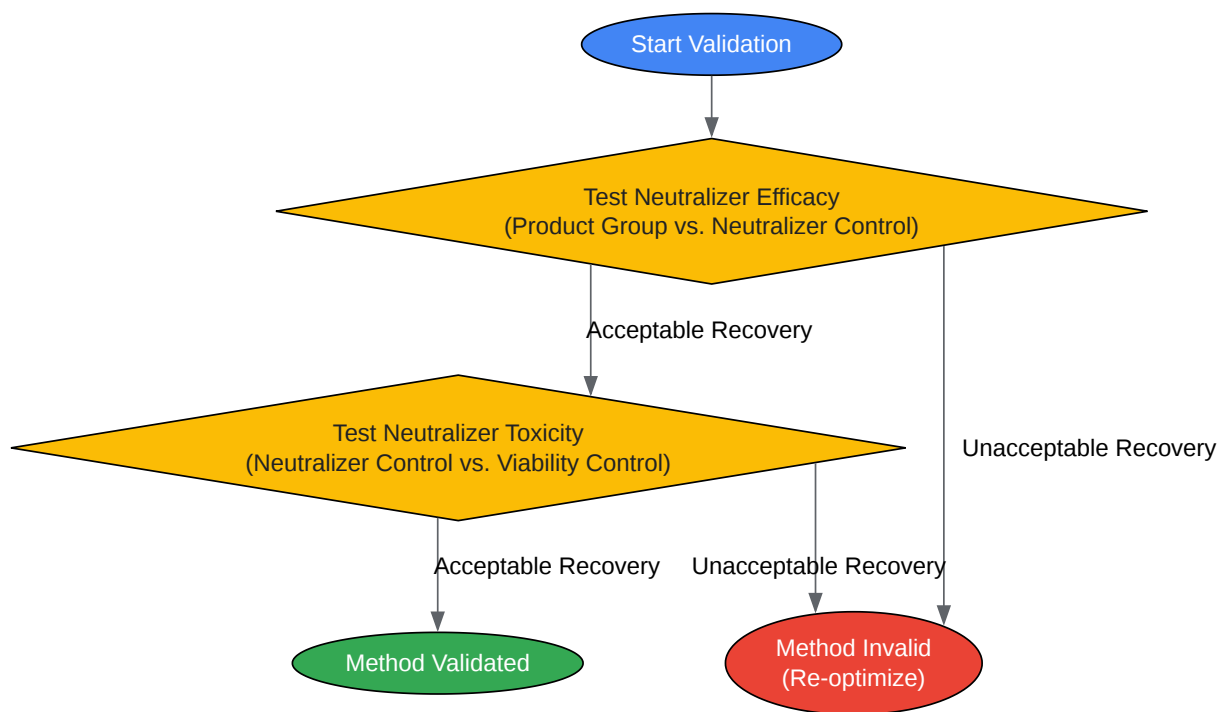 Start Validation
Test Neutralizer Efficacy
(Product Group vs. Neutralizer Control)
Acceptable Recovery
Test Neutralizer Toxicity
(Neutralizer Control vs. Viability Control)
Unacceptable Recovery
Acceptable Recovery
Unacceptable Recovery
Method Validated
Method Invalid
(Re-optimize)